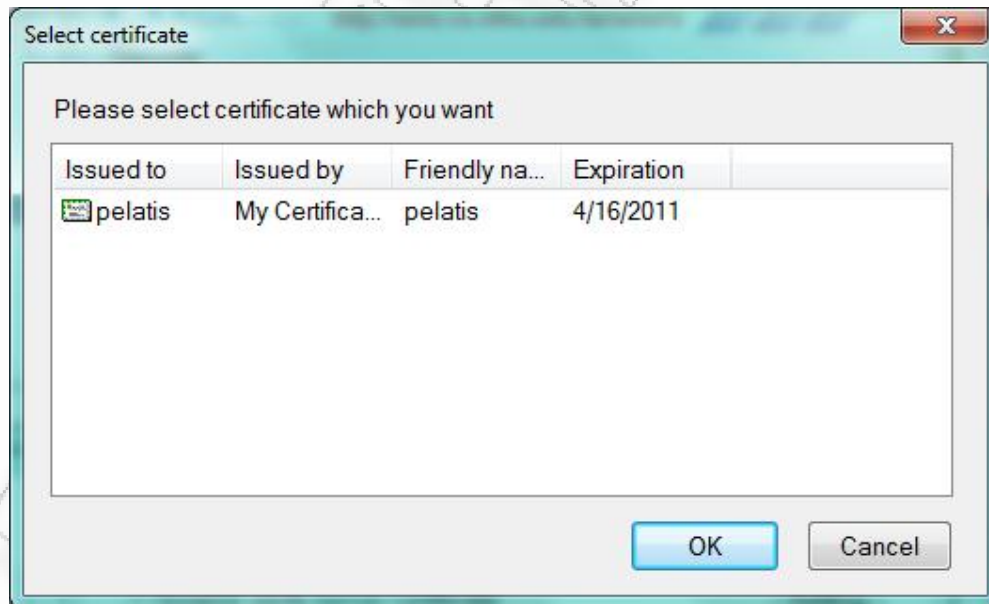 Select certificate
Please select certificate which you want
Issued to Issued by Friendly na... Expiration
pelatis My Certifica... pelatis 4/16/2011
OK Cancel